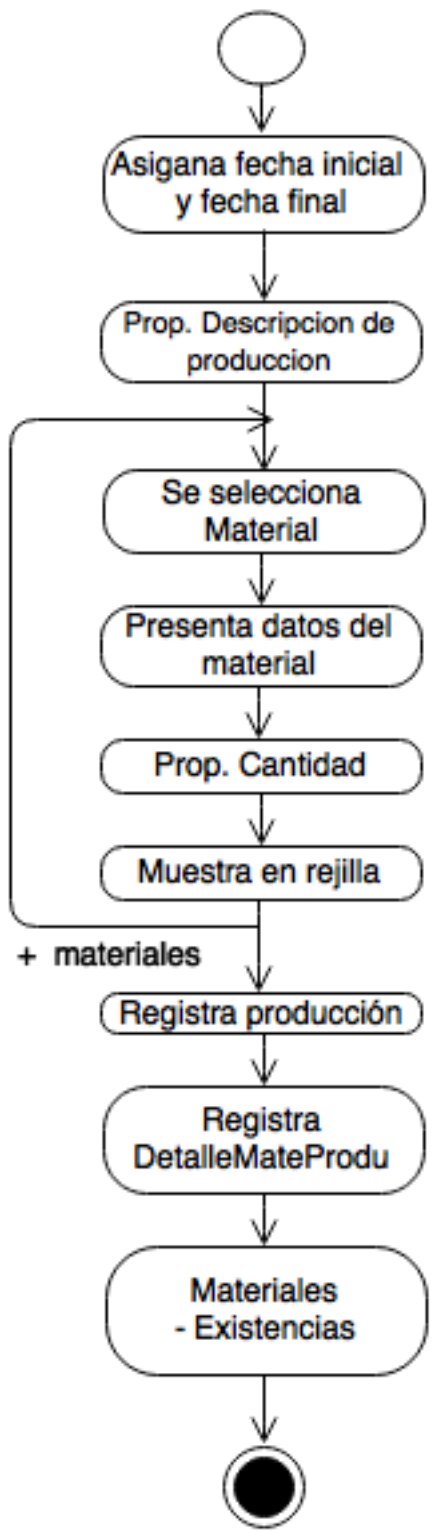 Asigana fecha inicial
y fecha final
Prop. Descripcion de
produccion
Se selecciona
Material
Presenta datos del
material
Prop. Cantidad
Muestra en rejilla
+ materiales
Registra producción
Registra
DetalleMateProdu
Materiales
- Existencias